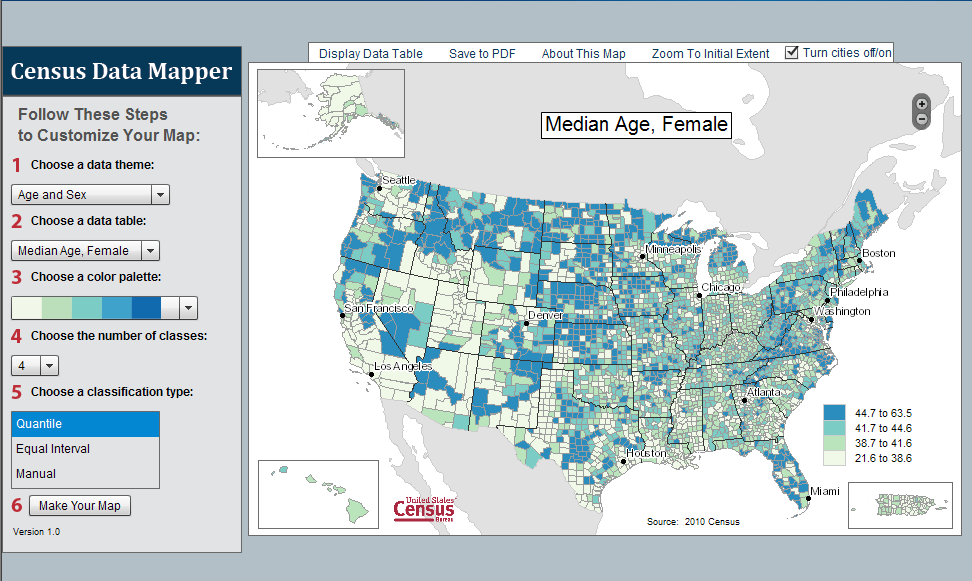 Display Data Table Save to PDF About This Map Zoom To Initial Extent Turn cities off/on
Census Data Mapper
Follow These Steps
to Customize Your Map:
1 Choose a data theme:
Age and Sex
2 Choose a data table:
Median Age, Female
3 Choose a color palette:
4 Choose the number of classes:
4
5 Choose a classification type:
Quantile
Equal Interval
Manual
6 Make Your Map
Version 1.0
Median Age, Female
Seattle
Minneapolis
Boston
Chicago
Philadelphia
San Francisco
Denver
Washington
Los Angeles
Atlanta
Houston
Miami
44.7 to 63.5
41.7 to 44.6
38.7 to 41.6
21.6 to 38.6
United States'
Census
Bureau
Source: 2010 Census